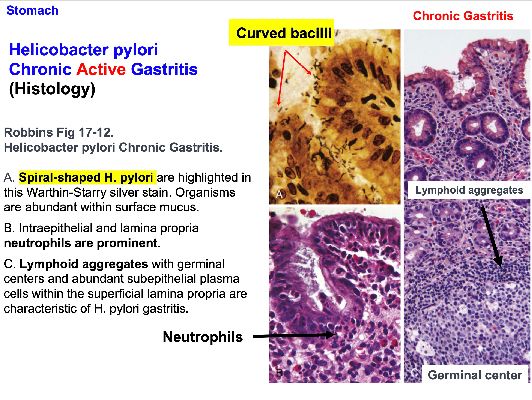 Stomach
Helicobacter pylori
Chronic Active Gastritis
(Histology)
Robbins Fig 17-12.
Helicobacter pylori Chronic Gastritis.
A. Spiral-shaped H. pylori are highlighted in
this Warthin-Starry silver stain. Organisms
are abundant within surface mucus.
B. Intraepithelial and lamina propria
neutrophils are prominent.
C. Lymphoid aggregates with germinal
centers and abundant subepithelial plasma
cells within the superficial lamina propria are
characteristic of H. pylori gastritis.
Curved bacilli
A
Neutrophils
B
Chronic Gastritis
Lymphoid aggregates
Germinal center